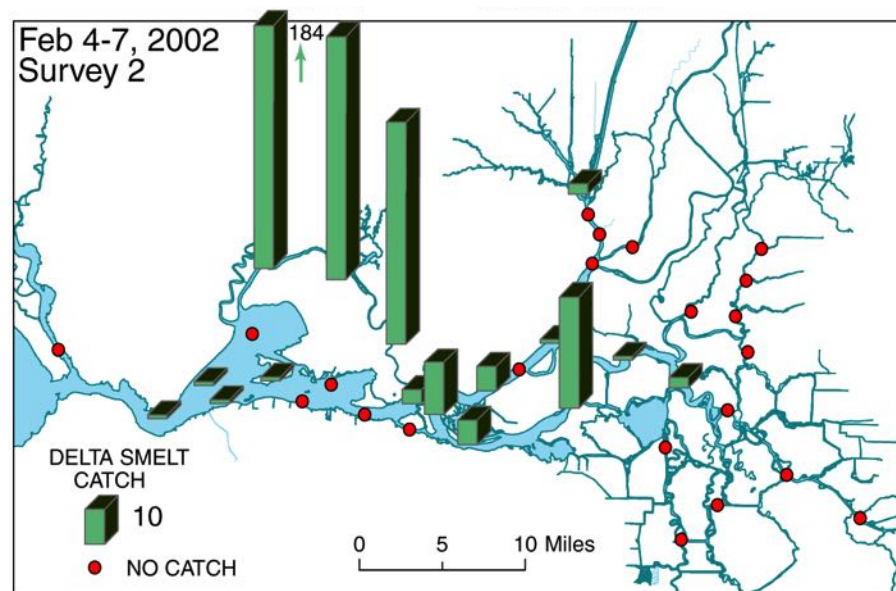 Feb 4-7, 2002
Survey 2
184
DELTA SMELT
CATCH
10
NO CATCH
0 5 10 Miles